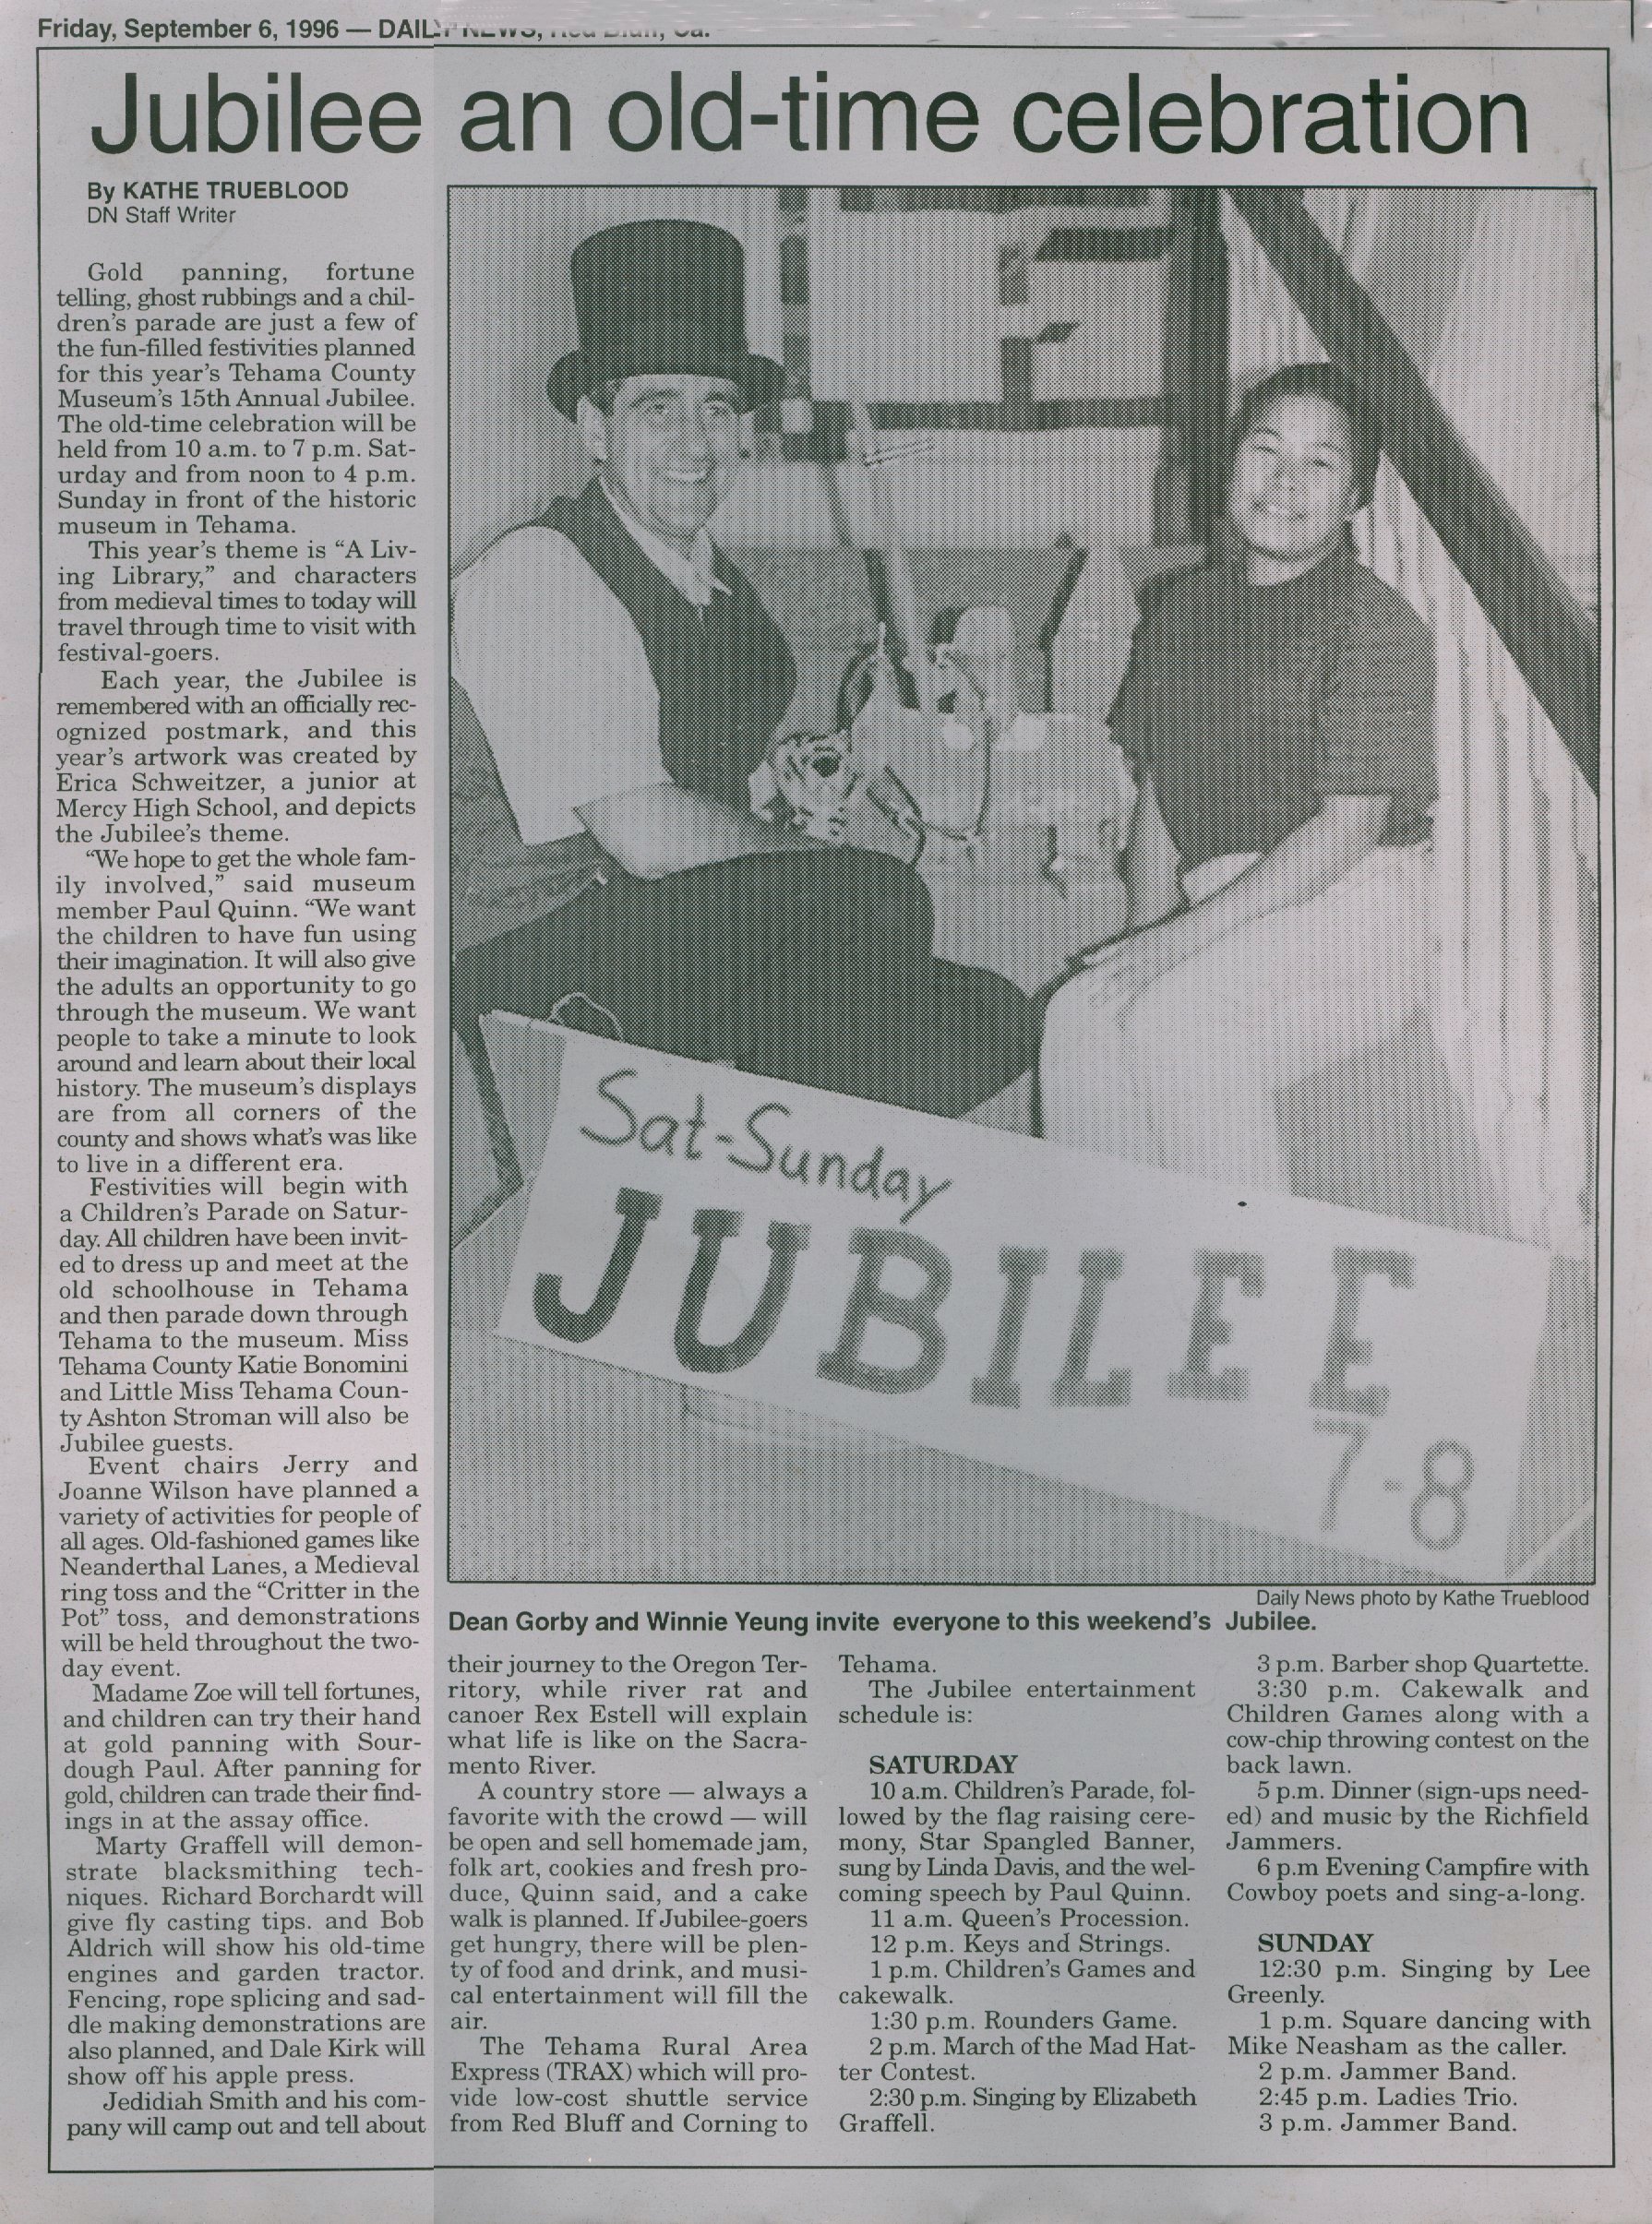 Friday, September 6, 1996 — DAILY NEWS, Red Bluff, Ca.
Jubilee an old-time celebration
By KATHE TRUEBLOOD
DN Staff Writer
Gold panning, fortune
telling, ghost rubbings and a chil-
dren's parade are just a few of
the fun-filled festivities planned
for this year's Tehama County
Museum's 15th Annual Jubilee.
The old-time celebration will be
held from 10 a.m. to 7 p.m. Sat-
urday and from noon to 4 p.m.
Sunday in front of the historic
museum in Tehama.
This year's theme is “A Liv-
ing Library,” and characters
from medieval times to today will
travel through time to visit with
festival-goers.
Each year, the Jubilee is
remembered with an officially rec-
ognized postmark, and this
year's artwork was created by
Erica Schweitzer, a junior at
Mercy High School, and depicts
the Jubilee's theme.
“We hope to get the whole fam-
ily involved,” said museum
member Paul Quinn. “We want
the children to have fun using
their imagination. It will also give
the adults an opportunity to go
through the museum. We want
people to take a minute to look
around and learn about their local
history. The museum's displays
are from all corners of the
county and shows what's was like
to live in a different era.
Festivities will begin with
a Children's Parade on Satur-
day. All children have been invit-
ed to dress up and meet at the
old schoolhouse in Tehama
and then parade down through
Tehama to the museum. Miss
Tehama County Katie Bonomini
and Little Miss Tehama Coun-
ty Ashton Stroman will also be
Jubilee guests.
Event chairs Jerry and
Joanne Wilson have planned a
variety of activities for people of
all ages. Old-fashioned games like
Neanderthal Lanes, a Medieval
ring toss and the “Critter in the
Pot” toss, and demonstrations
will be held throughout the two-
day event.
Madame Zoe will tell fortunes,
and children can try their hand
at gold panning with Sour-
dough Paul. After panning for
gold, children can trade their find-
ings in at the assay office.
Marty Graffell will demon-
strate blacksmithing tech-
niques. Richard Borchardt will
give fly casting tips. and Bob
Aldrich will show his old-time
engines and garden tractor.
Fencing, rope splicing and sad-
dle making demonstrations are
also planned, and Dale Kirk will
show off his apple press.
Jedidiah Smith and his com-
pany will camp out and tell about
Sat-Sunday
JUBILEE
7-8
Daily News photo by Kathe Trueblood
Dean Gorby and Winnie Yeung invite everyone to this weekend's Jubilee.
their journey to the Oregon Ter-
ritory, while river rat and
canoer Rex Estell will explain
what life is like on the Sacra-
mento River.
A country store — always a
favorite with the crowd — will
be open and sell homemade jam,
folk art, cookies and fresh pro-
duce, Quinn said, and a cake
walk is planned. If Jubilee-goers
get hungry, there will be plen-
ty of food and drink, and musi-
cal entertainment will fill the
air.
The Tehama Rural Area
Express (TRAX) which will pro-
vide low-cost shuttle service
from Red Bluff and Corning to
Tehama.
The Jubilee entertainment
schedule is:
SATURDAY
10 a.m. Children's Parade, fol-
lowed by the flag raising cere-
mony, Star Spangled Banner,
sung by Linda Davis, and the wel-
coming speech by Paul Quinn.
11 a.m. Queen's Procession.
12 p.m. Keys and Strings.
1 p.m. Children's Games and
cakewalk.
1:30 p.m. Rounders Game.
2 p.m. March of the Mad Hat-
ter Contest.
2:30 p.m. Singing by Elizabeth
Graffell.
3 p.m. Barber shop Quartette.
3:30 p.m. Cakewalk and
Children Games along with a
cow-chip throwing contest on the
back lawn.
5 p.m. Dinner (sign-ups need-
ed) and music by the Richfield
Jammers.
6 p.m Evening Campfire with
Cowboy poets and sing-a-long.
SUNDAY
12:30 p.m. Singing by Lee
Greenly.
1 p.m. Square dancing with
Mike Neasham as the caller.
2 p.m. Jammer Band.
2:45 p.m. Ladies Trio.
3 p.m. Jammer Band.